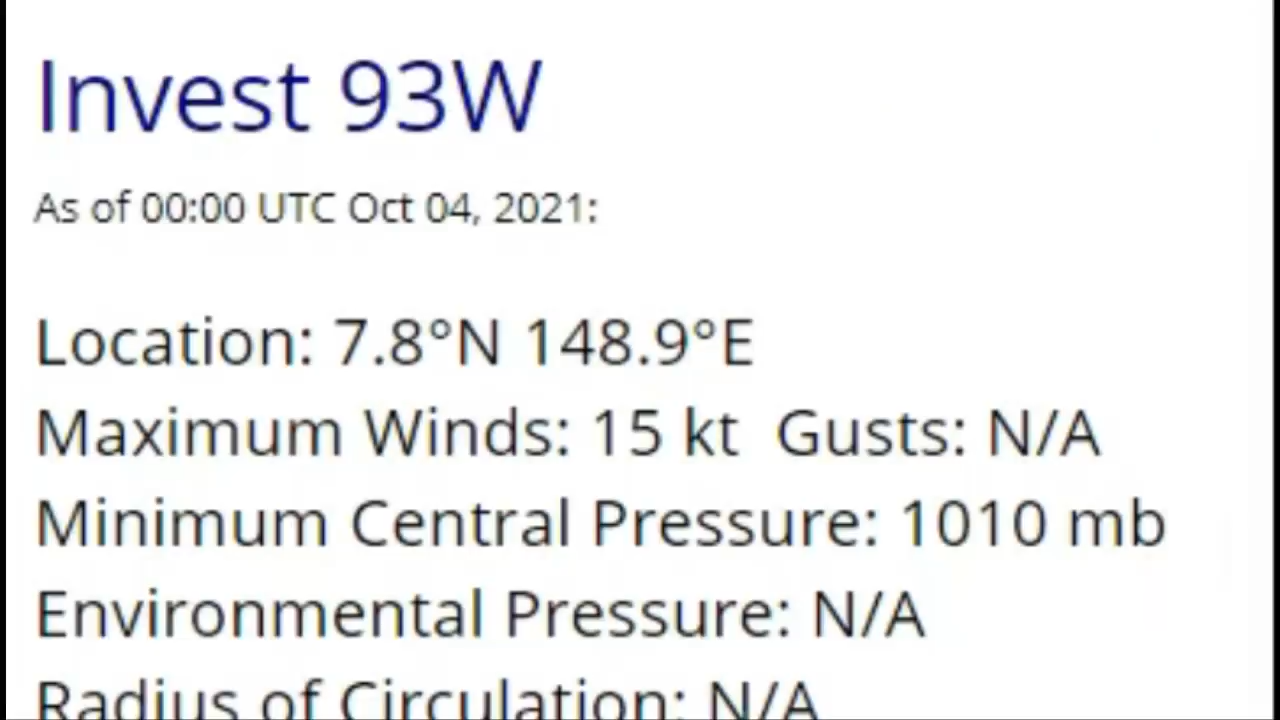 Invest 93W
As of 00:00 UTC Oct 04, 2021:
Location: 7.8°N 148.9°E
Maximum Winds: 15 kt  Gusts: N/A
Minimum Central Pressure: 1010 mb
Environmental Pressure: N/A
Radius of Circulation: N/A